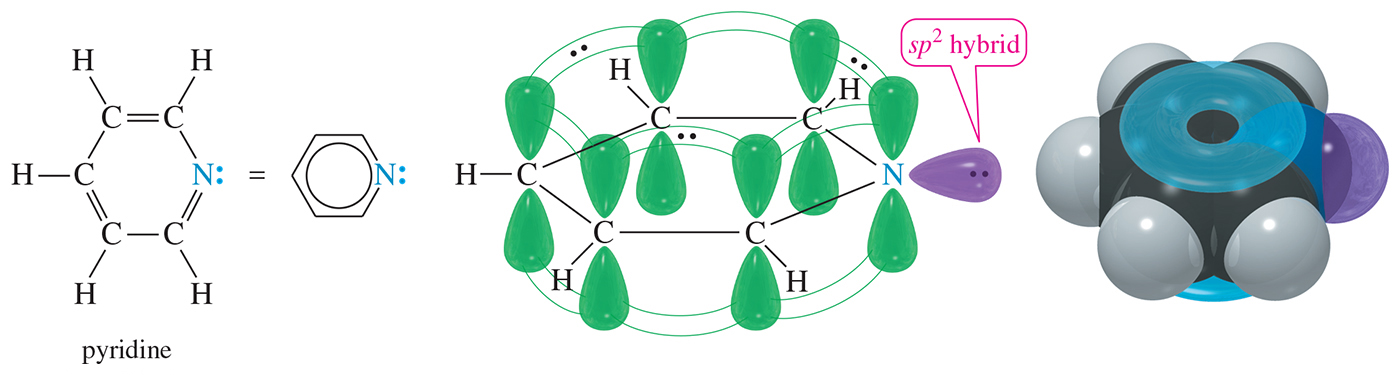 H H
C=C
H—C N: = N:
C—C
H H
pyridine
H H
C C
H—C N
C C
H H
sp² hybrid